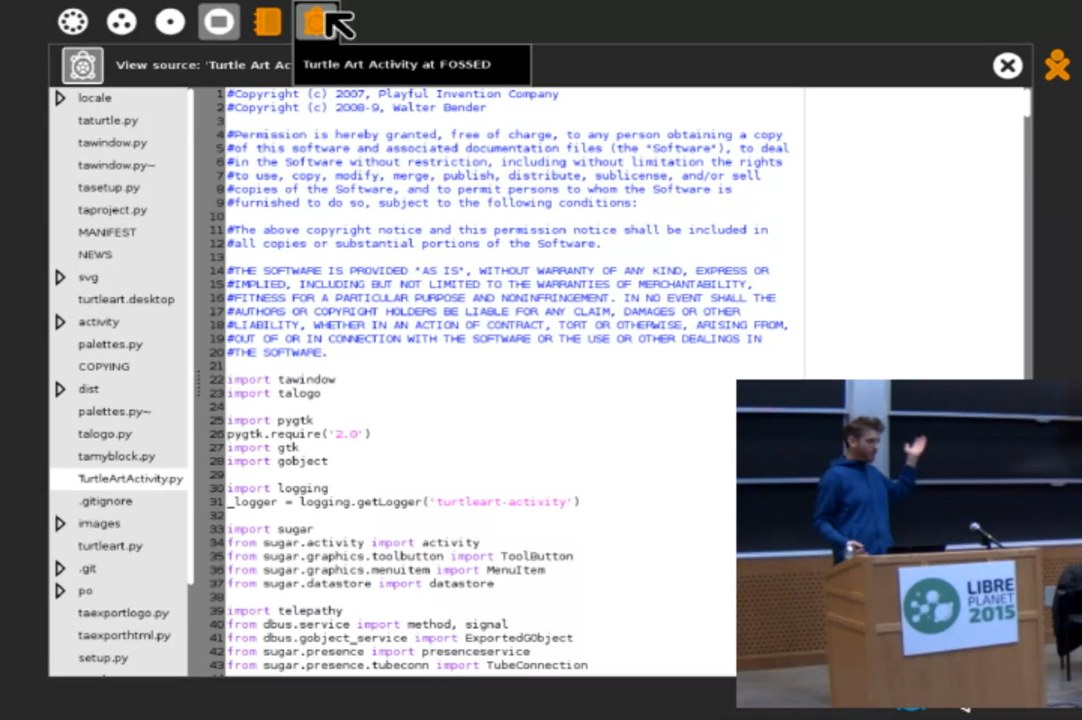 View source: 'Turtle Art Ac
Turtle Art Activity at FOSSED
locale
taturtle.py
tawindow.py
tawindow.py~
tasetup.py
taproject.py
MANIFEST
NEWS
svg
turtleart.desktop
activity
palettes.py
COPYING
dist
palettes.py~
talogo.py
tamyblock.py
TurtleArtActivity.py
.gitignore
images
turtleart.py
.git
po
taexportlogo.py
taexporthtml.py
setup.py
1 #Copyright (c) 2007, Playful Invention Company
2 #Copyright (c) 2008-9, Walter Bender
3
4 #Permission is hereby granted, free of charge, to any person obtaining a copy
5 #of this software and associated documentation files (the "Software"), to deal
6 #in the Software without restriction, including without limitation the rights
7 #to use, copy, modify, merge, publish, distribute, sublicense, and/or sell
8 #copies of the Software, and to permit persons to whom the Software is
9 #furnished to do so, subject to the following conditions:
10
11 #The above copyright notice and this permission notice shall be included in
12 #all copies or substantial portions of the Software.
13
14 #THE SOFTWARE IS PROVIDED "AS IS", WITHOUT WARRANTY OF ANY KIND, EXPRESS OR
15 #IMPLIED, INCLUDING BUT NOT LIMITED TO THE WARRANTIES OF MERCHANTABILITY,
16 #FITNESS FOR A PARTICULAR PURPOSE AND NONINFRINGEMENT. IN NO EVENT SHALL THE
17 #AUTHORS OR COPYRIGHT HOLDERS BE LIABLE FOR ANY CLAIM, DAMAGES OR OTHER
18 #LIABILITY, WHETHER IN AN ACTION OF CONTRACT, TORT OR OTHERWISE, ARISING FROM,
19 #OUT OF OR IN CONNECTION WITH THE SOFTWARE OR THE USE OR OTHER DEALINGS IN
20 #THE SOFTWARE.
21
22 import tawindow
23 import talogo
24
25 import pygtk
26 pygtk.require('2.0')
27 import gtk
28 import gobject
29
30 import logging
31 _logger = logging.getLogger('turtleart-activity')
32
33 import sugar
34 from sugar.activity import activity
35 from sugar.graphics.toolbutton import ToolButton
36 from sugar.graphics.menuitem import MenuItem
37 from sugar.datastore import datastore
38
39 import telepathy
40 from dbus.service import method, signal
41 from dbus.gobject_service import ExportedGObject
42 from sugar.presence import presenceservice
43 from sugar.presence.tubeconn import TubeConnection
LIBRE
PLANET
2015